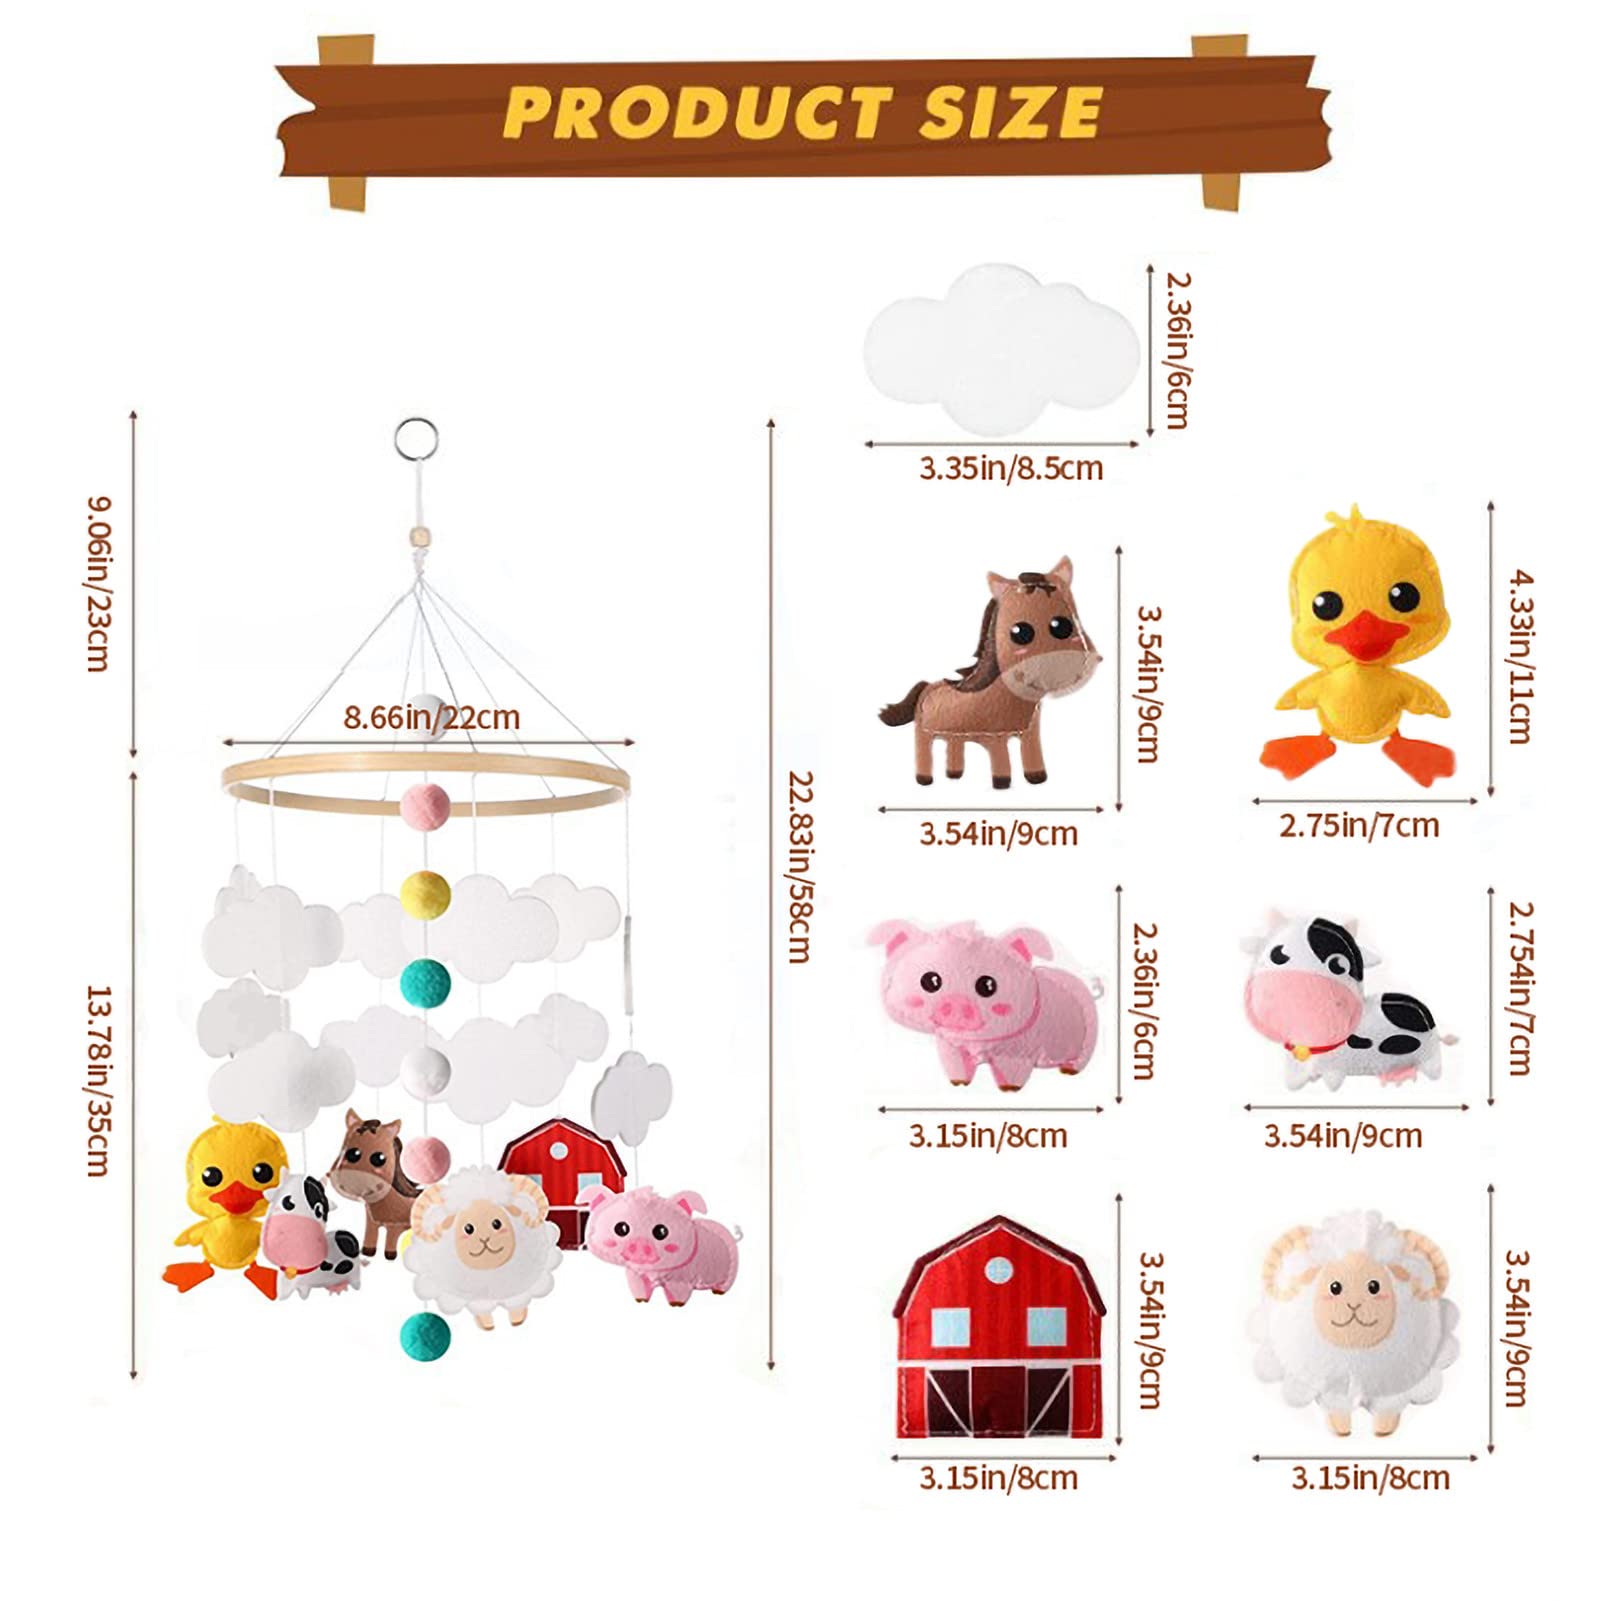 PRODUCT SIZE
2.36in/6cm
3.35in/8.5cm
9.06in/23cm
8.66in/22cm
22.83in/58cm
13.78in/35cm
3.54in/9cm
3.54in/9cm
4.33in/11cm
2.75in/7cm
2.36in/6cm
3.15in/8cm
2.754in/7cm
3.54in/9cm
3.54in/9cm
3.15in/8cm
3.54in/9cm
3.15in/8cm